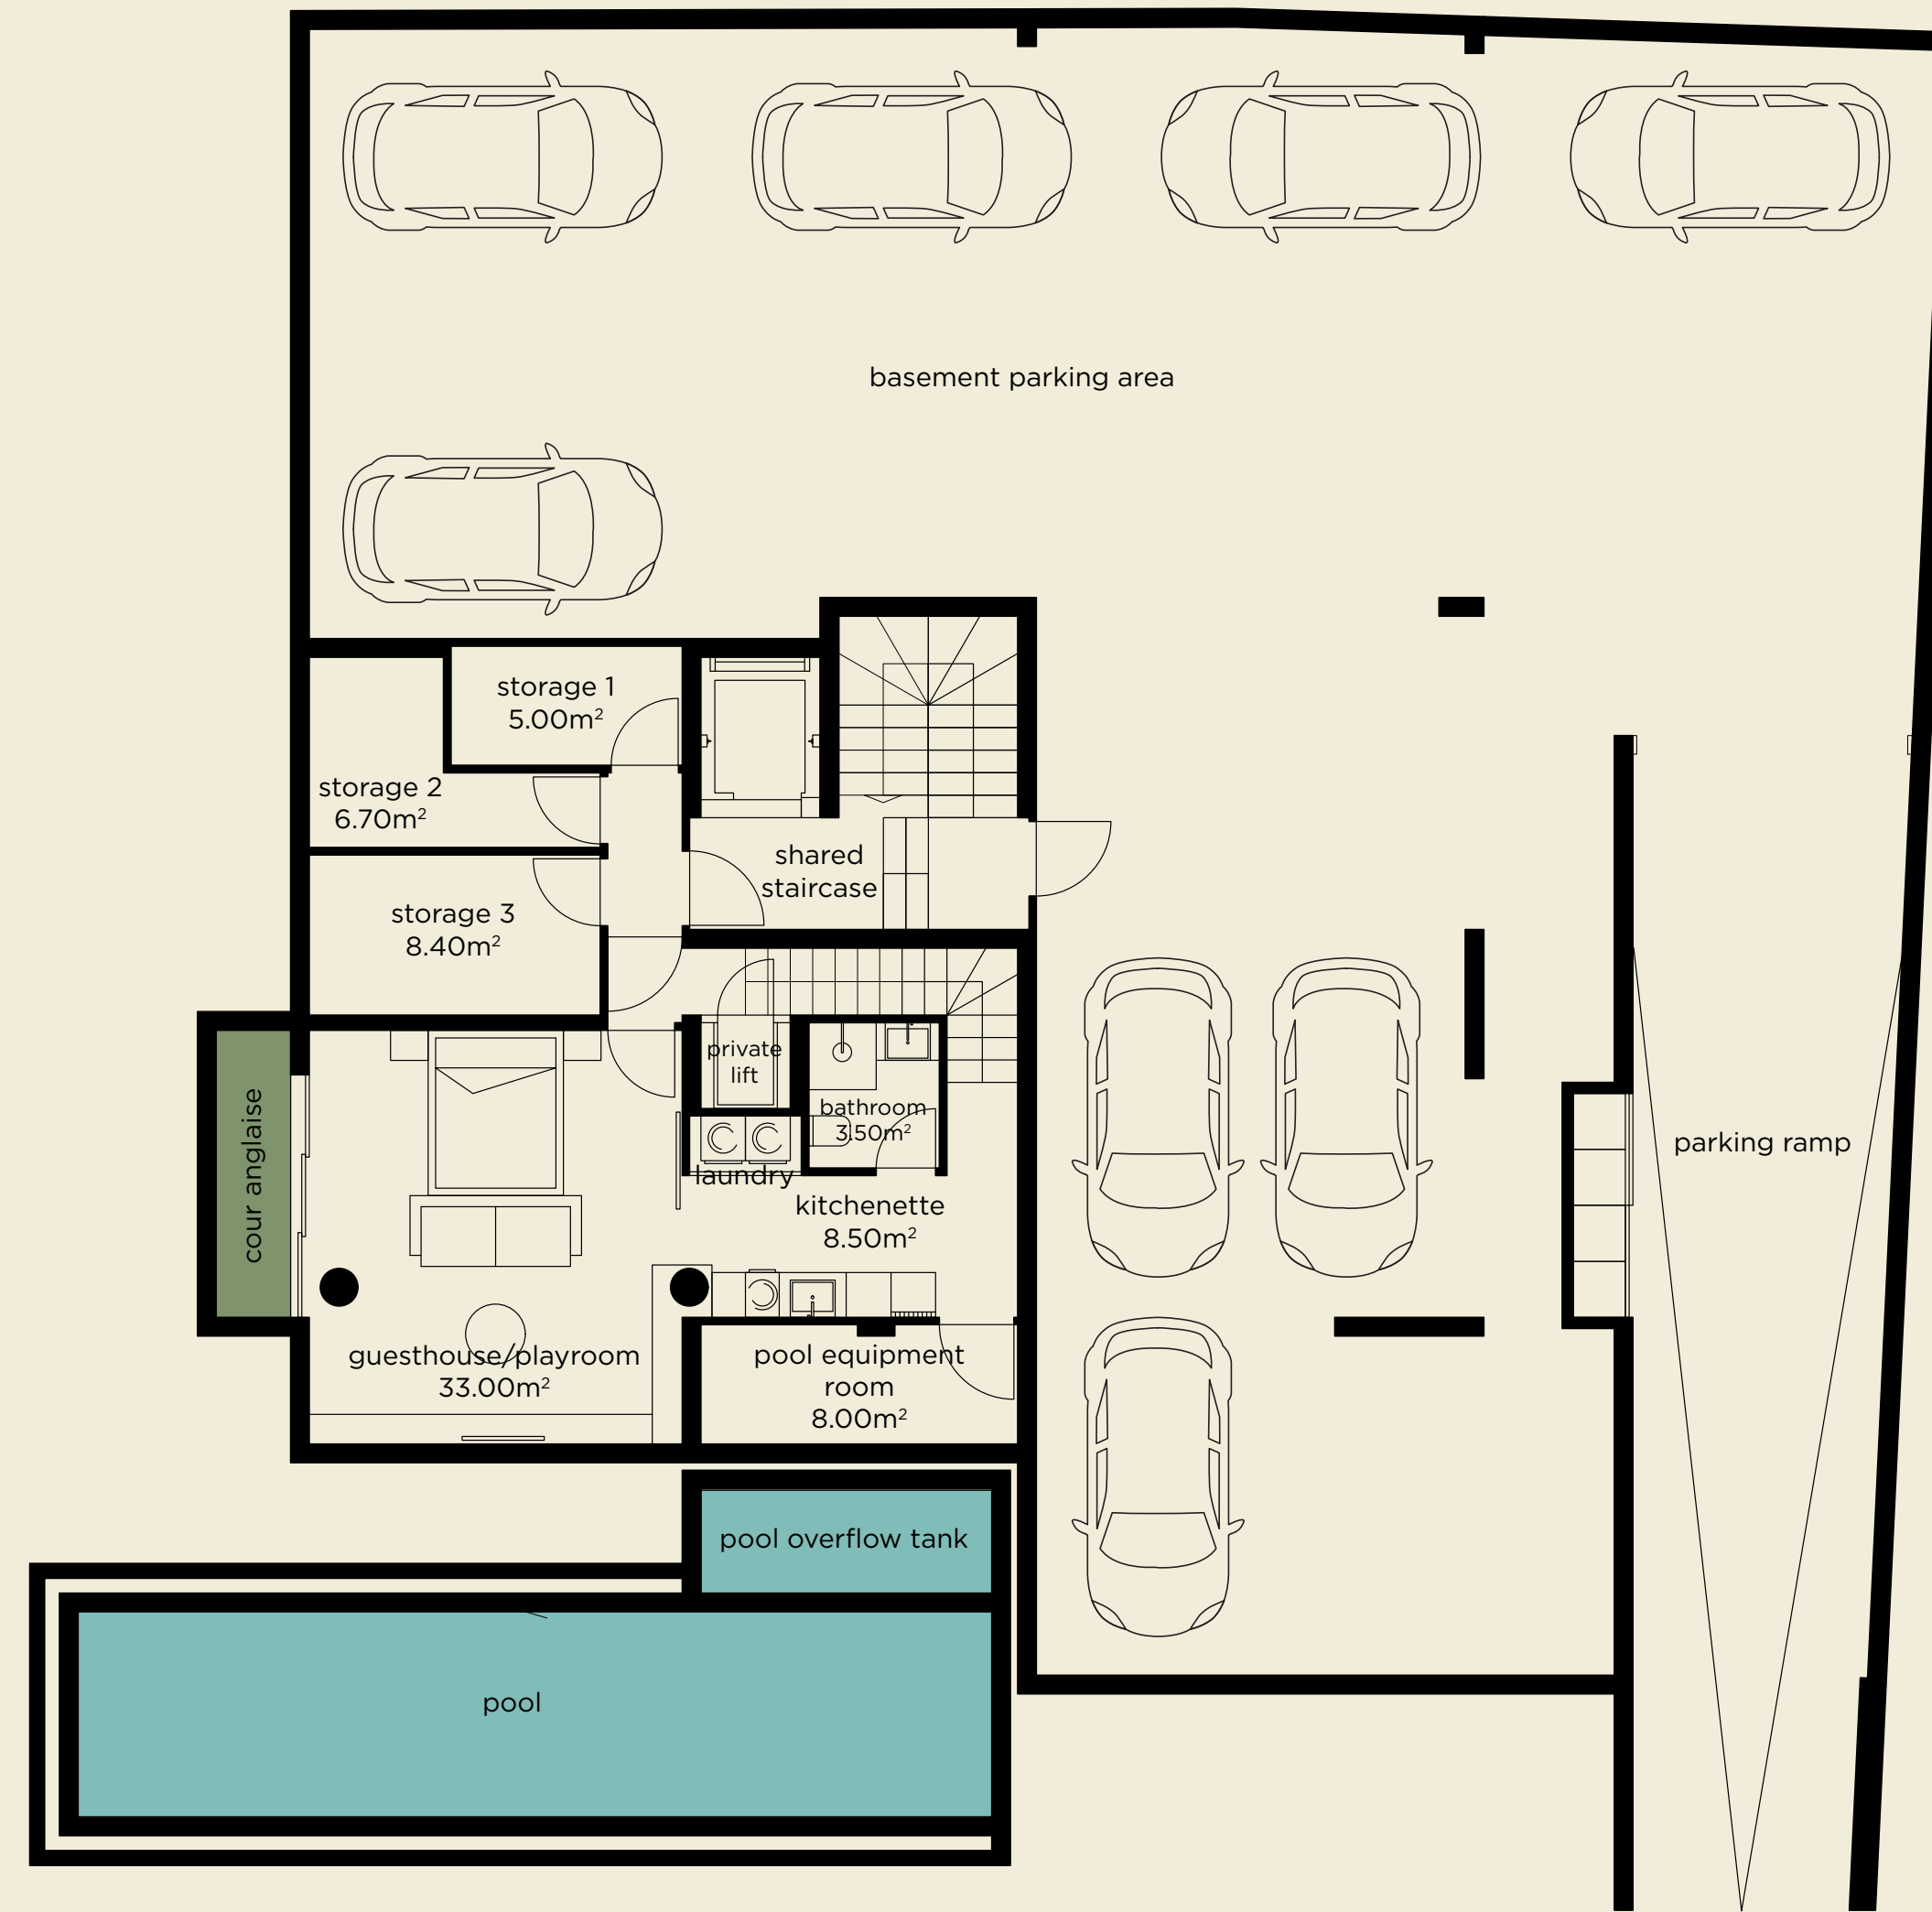 basement parking area
storage 1
5.00m²
storage 2
6.70m²
shared
staircase
storage 3
8.40m²
private
lift
bathroom
3.50m²
cour anglaise
laundry
parking ramp
kitchenette
8.50m²
guesthouse/playroom
33.00m²
pool equipment
room
8.00m²
pool overflow tank
pool